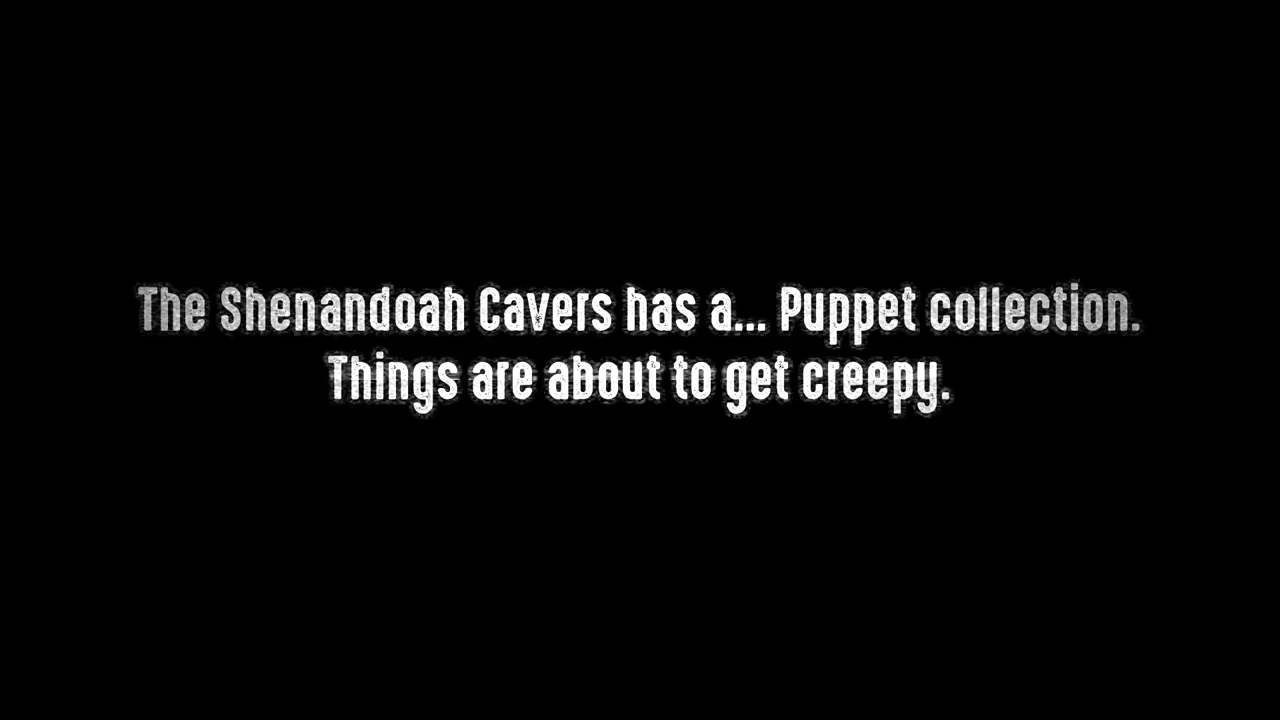 The Shenandoah Cavers has a... Puppet collection.
Things are about to get creepy.